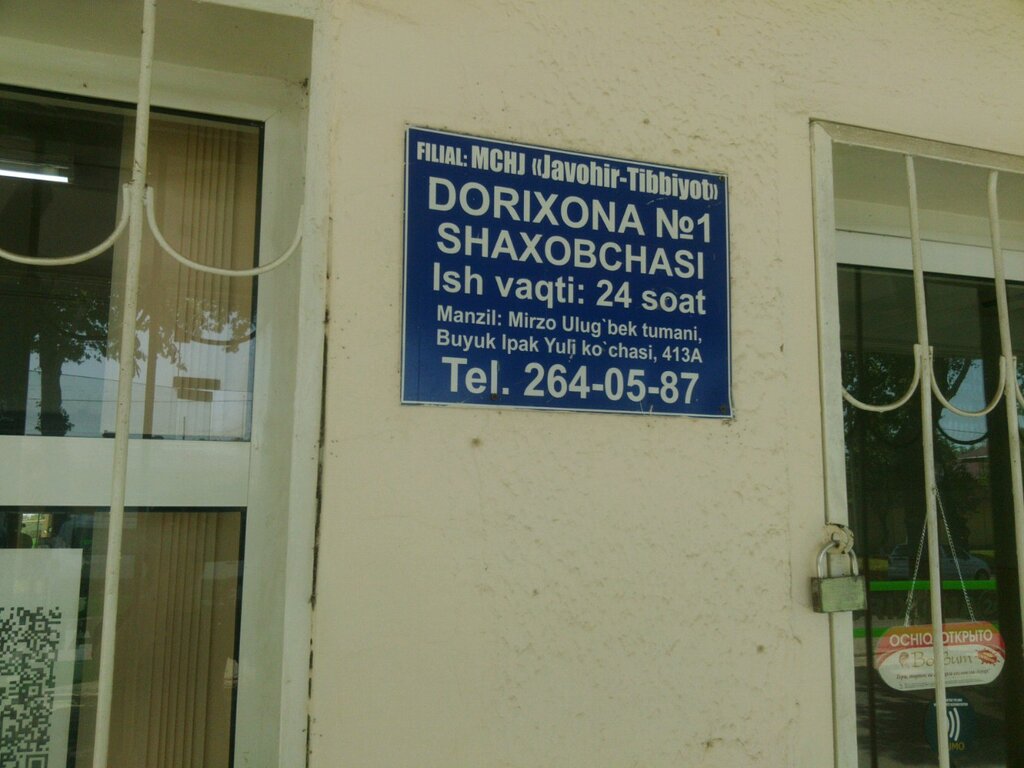 FILIAL: MCHJ «Javohir-Tibbiyot»
DORIXONA №1
SHAXOBCHASI
Ish vaqti: 24 soat
Manzil: Mirzo Ulug`bek tumani,
Buyuk Ipak Yuli ko`chasi, 413A
Tel. 264-05-87
OCHIQ ОТКРЫТО